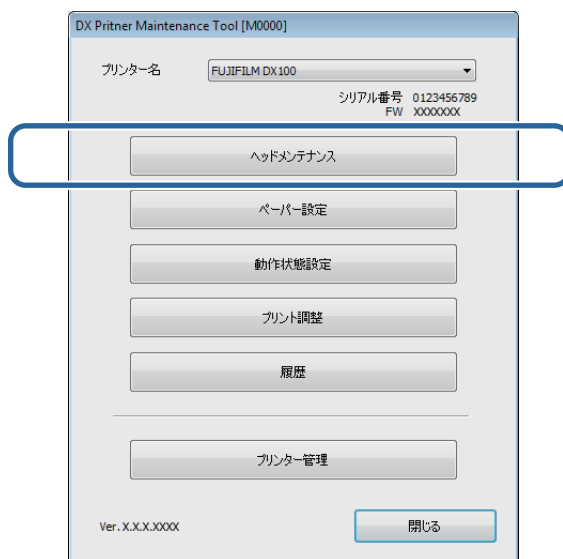 DX Pritner Maintenance Tool [M0000]
プリンター名 FUJIFILM DX100
シリアル番号 0123456789
FW XXXXXXX
ヘッドメンテナンス
ペーパー設定
動作状態設定
プリント調整
履歴
プリンター管理
Ver. X.X.X.XXXX 閉じる